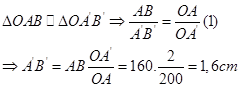 ΔOAB ▯ ΔOA'B' ⇒ AB/A'B' = OA/OA' (1)
⇒ A'B' = AB OA'/OA = 160. 2/200 = 1,6cm